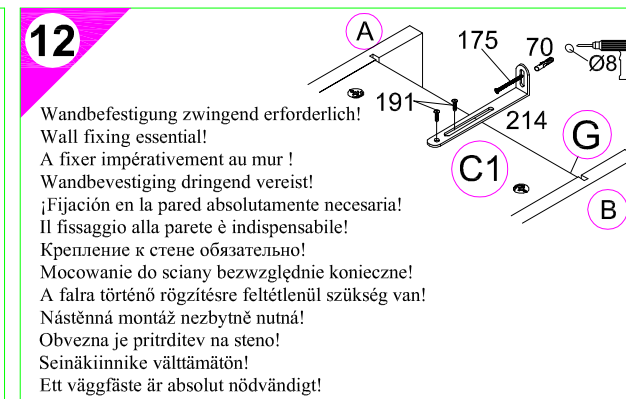 12
A
175
70
Ø8
191
214
G
C1
B
Wandbefestigung zwingend erforderlich!
Wall fixing essential!
A fixer impérativement au mur !
Wandbevestiging dringend vereist!
¡Fijación en la pared absolutamente necesaria!
Il fissaggio alla parete è indispensabile!
Крепление к стене обязательно!
Mocowanie do sciany bezwzględnie konieczne!
A falra történő rögzítésre feltétlenül szükség van!
Nástěnná montáž nezbytně nutná!
Obvezna je pritrditev na steno!
Seinäkiinnike välttämätön!
Ett väggfäste är absolut nödvändigt!